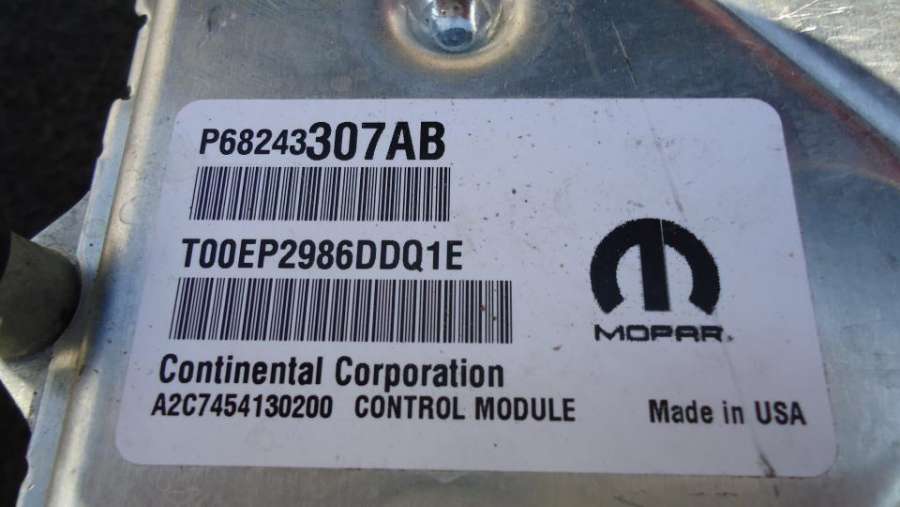 P68243307AB
T00EP2986DDQ1E
MOPAR.
Continental Corporation
A2C7454130200 CONTROL MODULE Made in USA